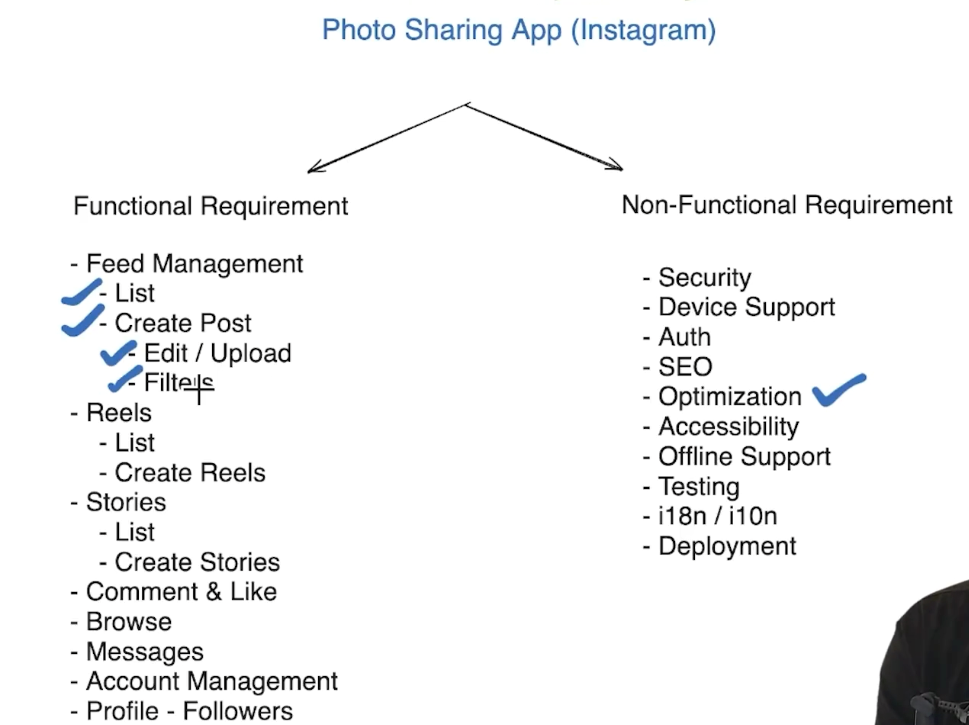 Photo Sharing App (Instagram)
Functional Requirement
- Feed Management
- List
- Create Post
- Edit / Upload
- Filters
- Reels
- List
- Create Reels
- Stories
- List
- Create Stories
- Comment & Like
- Browse
- Messages
- Account Management
- Profile - Followers
Non-Functional Requirement
- Security
- Device Support
- Auth
- SEO
- Optimization
- Accessibility
- Offline Support
- Testing
- i18n / i10n
- Deployment